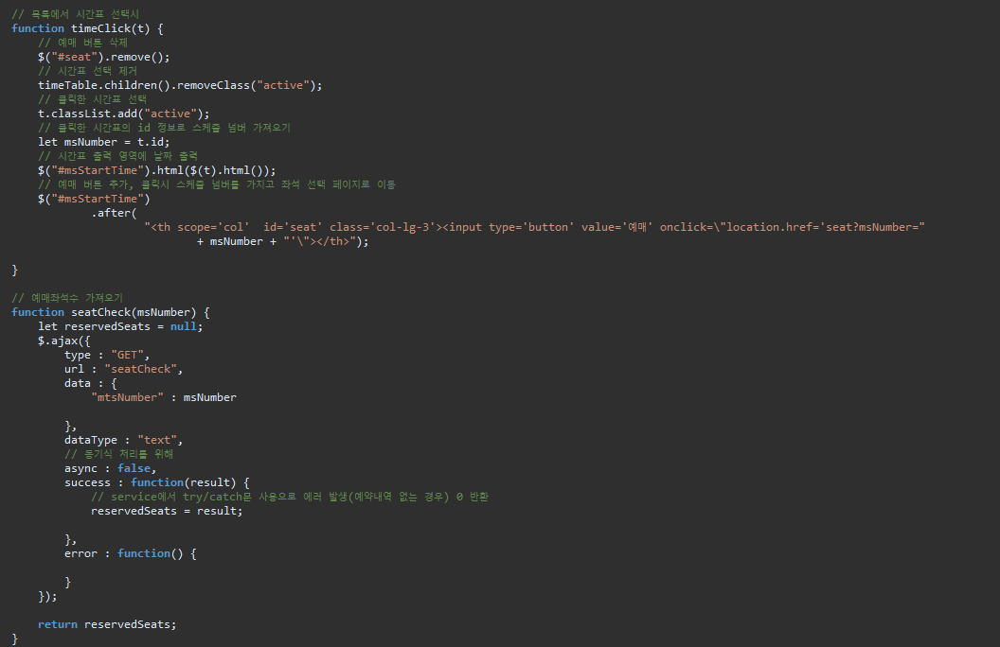 // 목록에서 시간표 선택시
function timeClick(t) {
// 예매 버튼 삭제
$("#seat").remove();
// 시간표 선택 제거
timeTable.children().removeClass("active");
// 클릭한 시간표 선택
t.classList.add("active");
// 클릭한 시간표의 id 정보로 스케줄 넘버 가져오기
let msNumber = t.id;
// 시간표 출력 영역에 날짜 출력
$("#msStartTime").html($(t).html());
// 예매 버튼 추가, 클릭시 스케줄 넘버를 가지고 좌석 선택 페이지로 이동
$("#msStartTime")
.after(
"<th scope='col'  id='seat' class='col-lg-3'><input type='button' value='예매' onclick=\"location.href='seat?msNumber="
+ msNumber + "'\"></th>");
}
// 예매좌석수 가져오기
function seatCheck(msNumber) {
let reservedSeats = null;
$.ajax({
type : "GET",
url : "seatCheck",
data : {
"mtsNumber" : msNumber
},
dataType : "text",
// 동기식 처리를 위해
async : false,
success : function(result) {
// service에서 try/catch문 사용으로 에러 발생(예약내역 없는 경우) 0 반환
reservedSeats = result;
},
error : function() {
}
});
return reservedSeats;
}